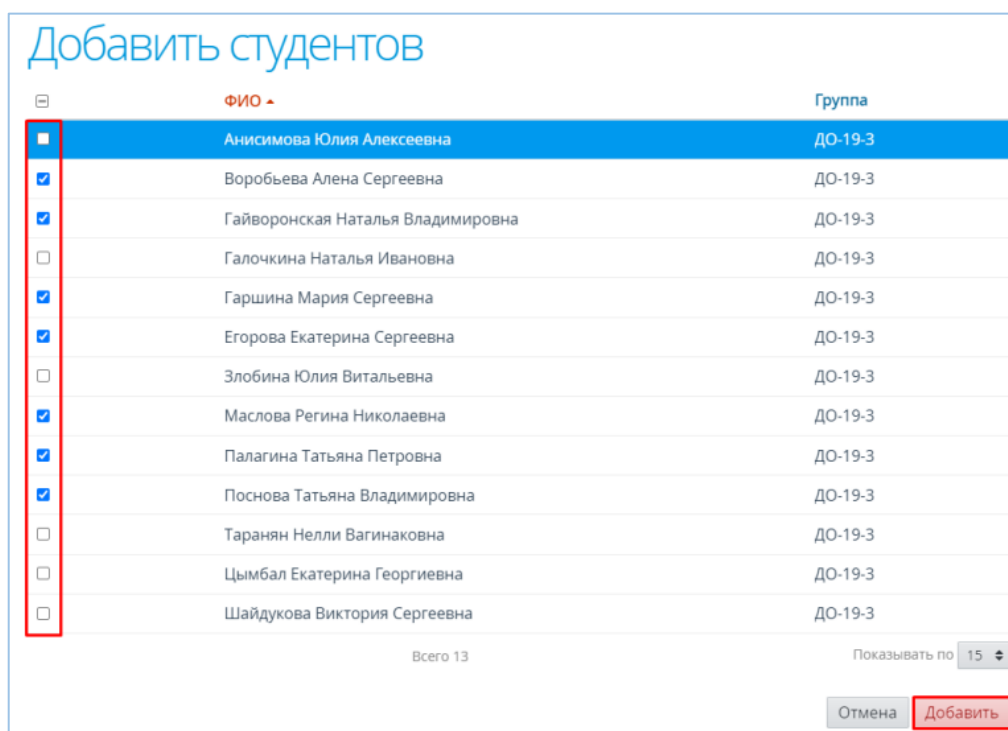 Добавить студентов
ФИО Группа
Анисимова Юлия Алексеевна ДО-19-3
Воробьева Алена Сергеевна ДО-19-3
Гайворонская Наталья Владимировна ДО-19-3
Галочкина Наталья Ивановна ДО-19-3
Гаршина Мария Сергеевна ДО-19-3
Егорова Екатерина Сергеевна ДО-19-3
Злобина Юлия Витальевна ДО-19-3
Маслова Регина Николаевна ДО-19-3
Палагина Татьяна Петровна ДО-19-3
Поснова Татьяна Владимировна ДО-19-3
Таранян Нелли Вагинаковна ДО-19-3
Цымбал Екатерина Георгиевна ДО-19-3
Шайдукова Виктория Сергеевна ДО-19-3
Всего 13 Показывать по 15
Отмена Добавить